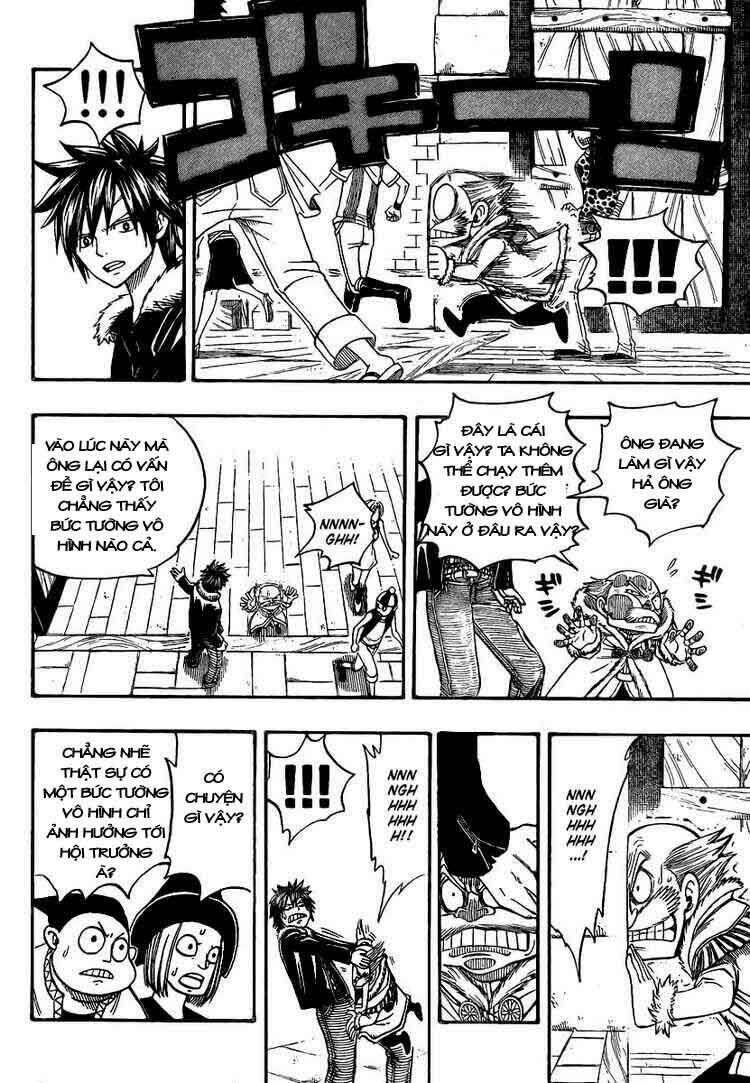 ゴチーン!
!!!
!!!
ÔNG ĐANG
LÀM GÌ VẬY
HẢ ÔNG
GIÀ?
ĐÂY LÀ CÁI
GÌ VẬY? TA KHÔNG
THỂ CHẠY THÊM
ĐƯỢC? BỨC
TƯỜNG VÔ HÌNH
NÀY Ở ĐÂU RA VẬY?
VÀO LÚC NÀY MÀ
ÔNG LẠI CÓ VẤN
ĐỀ GÌ VẬY? TÔI
CHẲNG THẤY
BỨC TƯỜNG VÔ
HÌNH NÀO CẢ.
NNNN-
GHH!
NNN
NGH
HHH
HHH
...!
NNN
NGH
HHH
HHH
H!!
!!!
CÓ
CHUYỆN
GÌ VẬY?
CHẲNG NHẼ
THẬT SỰ CÓ
MỘT BỨC TƯỜNG
VÔ HÌNH CHỈ
ẢNH HƯỞNG TỚI
HỘI TRƯỞNG
À?